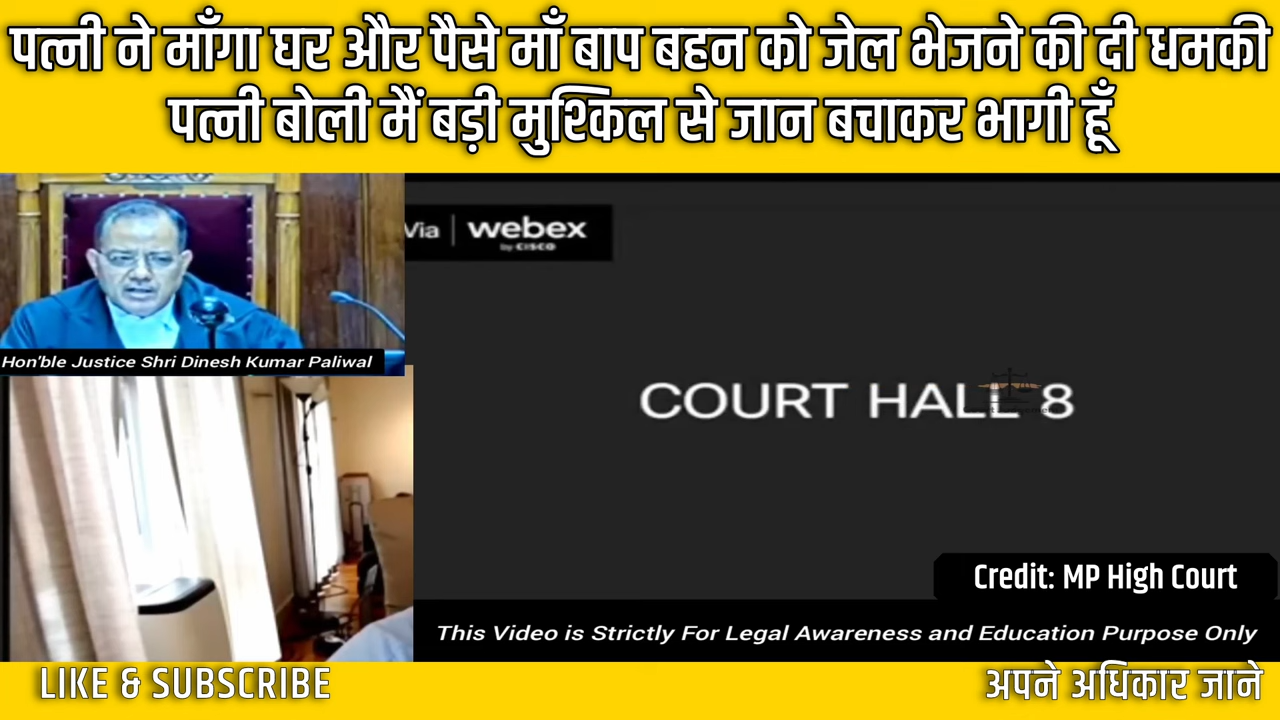 पत्नी ने माँगा घर और पैसे माँ बाप बहन को जेल भेजने की दी धमकी
पत्नी बोली मैं बड़ी मुश्किल से जान बचाकर भागी हूँ
Via | webex
by CISCO
Hon'ble Justice Shri Dinesh Kumar Paliwal
COURT HALL 8
Credit: MP High Court
This Video is Strictly For Legal Awareness and Education Purpose Only
LIKE & SUBSCRIBE
अपने अधिकार जाने